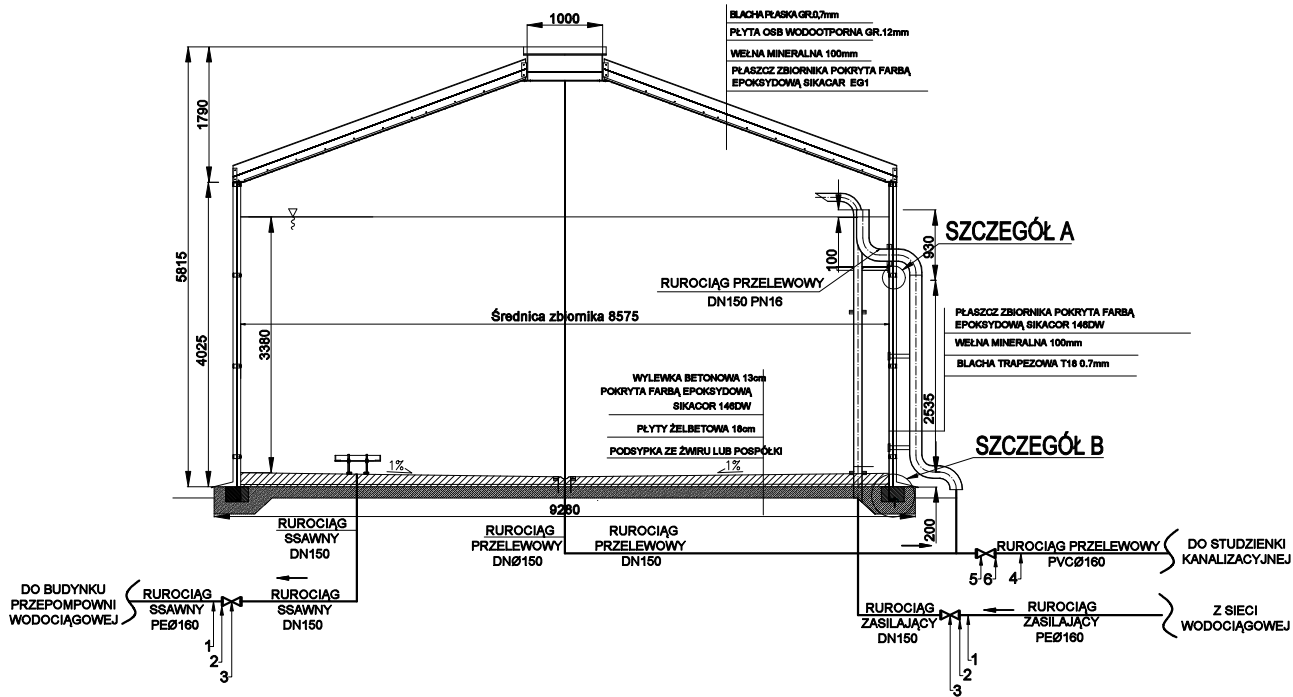 1000
BLACHA PŁASKA GR.0,7mm
PŁYTA OSB WODOOTPORNA GR.12mm
WEŁNA MINERALNA 100mm
PŁASZCZ ZBIORNIKA POKRYTA FARBĄ
EPOKSYDOWĄ SIKACAR EG1
1790
5815
4025
3380
100
930
SZCZEGÓŁ A
RUROCIĄG PRZELEWOWY
DN150 PN16
Średnica zbiornika 8575
PŁASZCZ ZBIORNIKA POKRYTA FARBĄ
EPOKSYDOWĄ SIKACOR 146DW
WEŁNA MINERALNA 100mm
BLACHA TRAPEZOWA T18 0.7mm
WYLEWKA BETONOWA 13cm
POKRYTA FARBĄ EPOKSYDOWĄ
SIKACOR 146DW
PŁYTY ŻELBETOWA 18cm
PODSYPKA ZE ŻWIRU LUB POSPÓŁKI
2535
SZCZEGÓŁ B
1%
1%
9280
200
RUROCIĄG
SSAWNY
DN150
RUROCIĄG
PRZELEWOWY
DNØ150
RUROCIĄG
PRZELEWOWY
DN150
RUROCIĄG PRZELEWOWY
PVCØ160
DO STUDZIENKI
KANALIZACYJNEJ
5 6 4
DO BUDYNKU
PRZEPOMPOWNI
WODOCIĄGOWEJ
RUROCIĄG
SSAWNY
PEØ160
RUROCIĄG
SSAWNY
DN150
1
2
3
RUROCIĄG
ZASILAJĄCY
DN150
RUROCIĄG
ZASILAJĄCY
PEØ160
Z SIECI
WODOCIĄGOWEJ
1
2
3